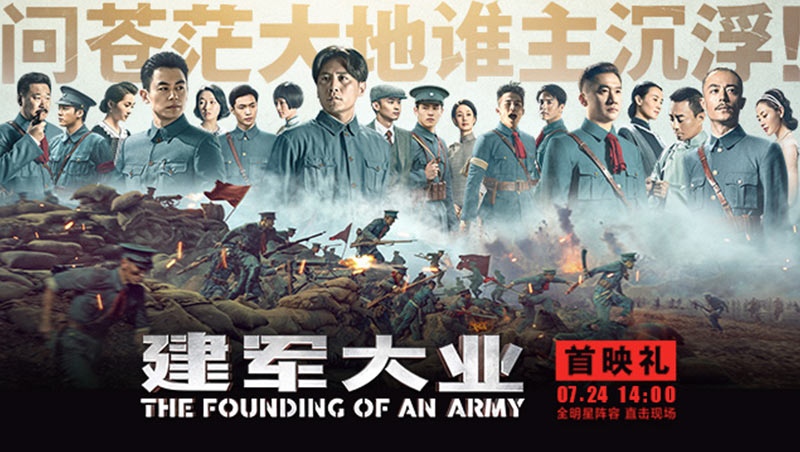 问苍茫大地谁主沉浮!
建军大业
THE FOUNDING OF AN ARMY
首映礼
07.24 14:00
全明星阵容 直击现场